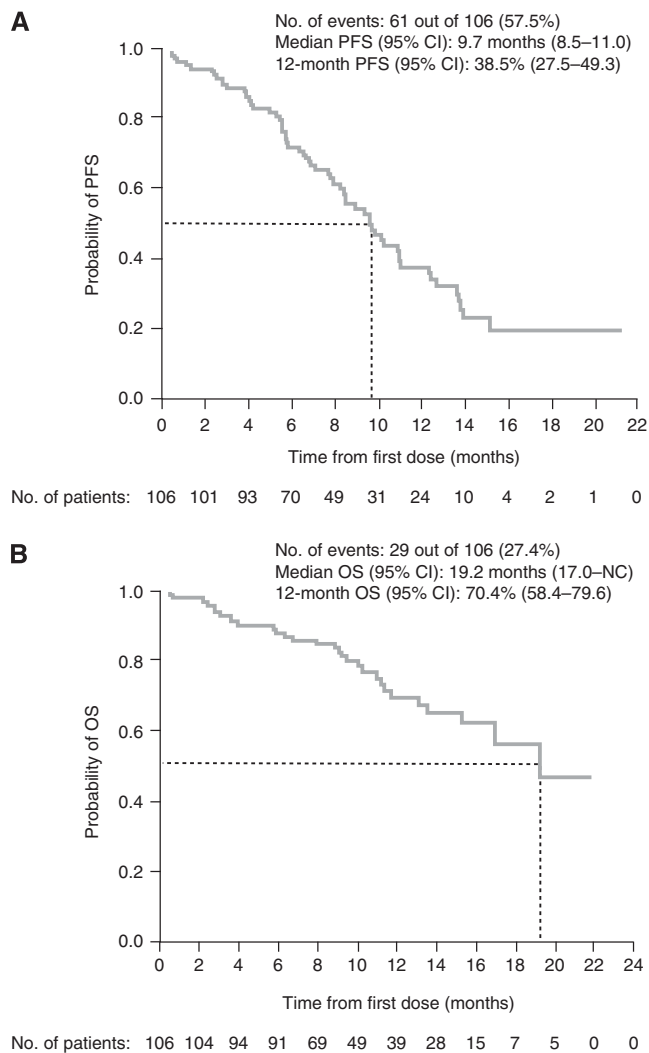 A
No. of events: 61 out of 106 (57.5%)
Median PFS (95% CI): 9.7 months (8.5–11.0)
12-month PFS (95% CI): 38.5% (27.5–49.3)
1.0
0.8
0.6
0.4
0.2
0.0
Probability of PFS
0 2 4 6 8 10 12 14 16 18 20 22
Time from first dose (months)
No. of patients: 106 101 93 70 49 31 24 10 4 2 1 0
B
No. of events: 29 out of 106 (27.4%)
Median OS (95% CI): 19.2 months (17.0–NC)
12-month OS (95% CI): 70.4% (58.4–79.6)
1.0
0.8
0.6
0.4
0.2
0.0
Probability of OS
0 2 4 6 8 10 12 14 16 18 20 22 24
Time from first dose (months)
No. of patients: 106 104 94 91 69 49 39 28 15 7 5 0 0